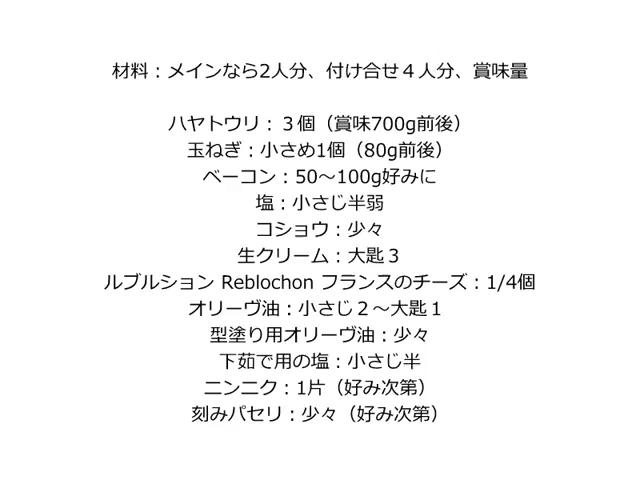 材料：メインなら2人分、付け合せ４人分、賞味量
ハヤトウリ：３個（賞味700g前後）
玉ねぎ：小さめ1個（80g前後）
ベーコン：50～100g好みに
塩：小さじ半弱
コショウ：少々
生クリーム：大匙３
ルブルション Reblochon フランスのチーズ：1/4個
オリーヴ油：小さじ２～大匙１
型塗り用オリーヴ油：少々
下茹で用の塩：小さじ半
ニンニク：1片（好み次第）
刻みパセリ：少々（好み次第）